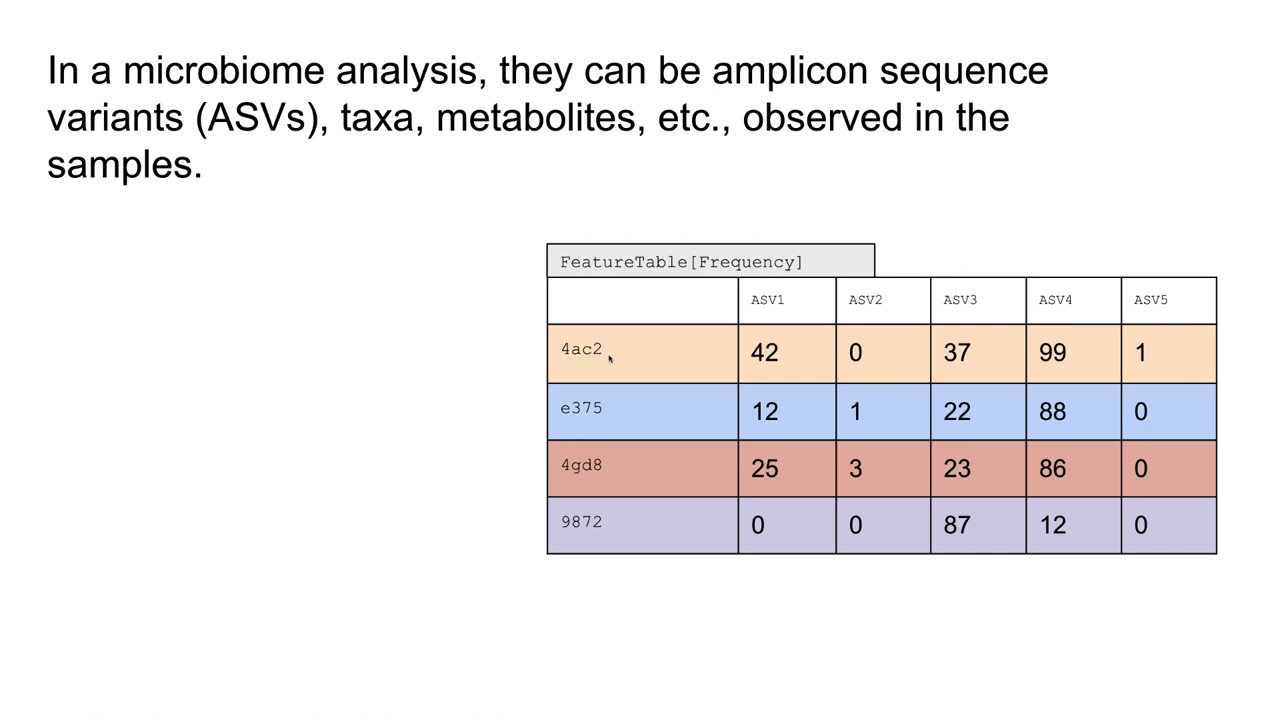 In a microbiome analysis, they can be amplicon sequence
variants (ASVs), taxa, metabolites, etc., observed in the
samples.
FeatureTable[Frequency]
ASV1 ASV2 ASV3 ASV4 ASV5
4ac2 42 0 37 99 1
e375 12 1 22 88 0
4gd8 25 3 23 86 0
9872 0 0 87 12 0